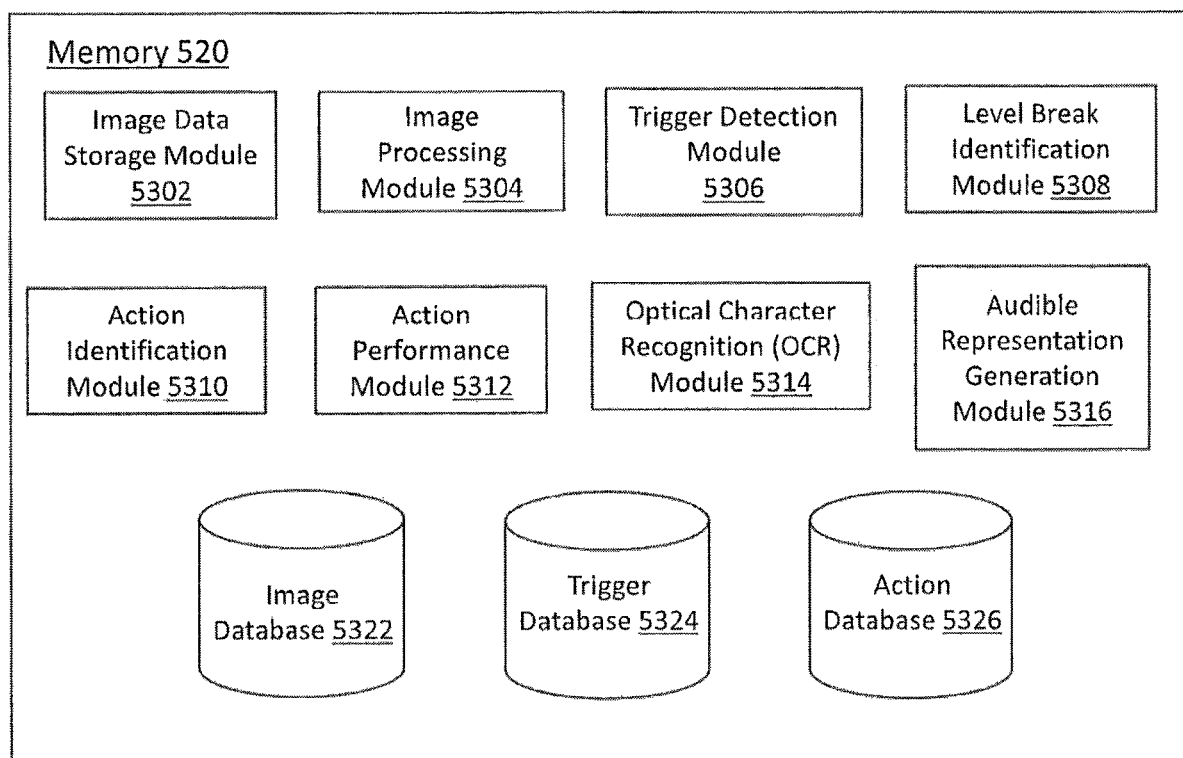 Memory 520
Image Data
Storage Module
5302
Image
Processing
Module 5304
Trigger Detection
Module
5306
Level Break
Identification
Module 5308
Action
Identification
Module 5310
Action
Performance
Module 5312
Optical Character
Recognition (OCR)
Module 5314
Audible
Representation
Generation
Module 5316
Image
Database 5322
Trigger
Database 5324
Action
Database 5326